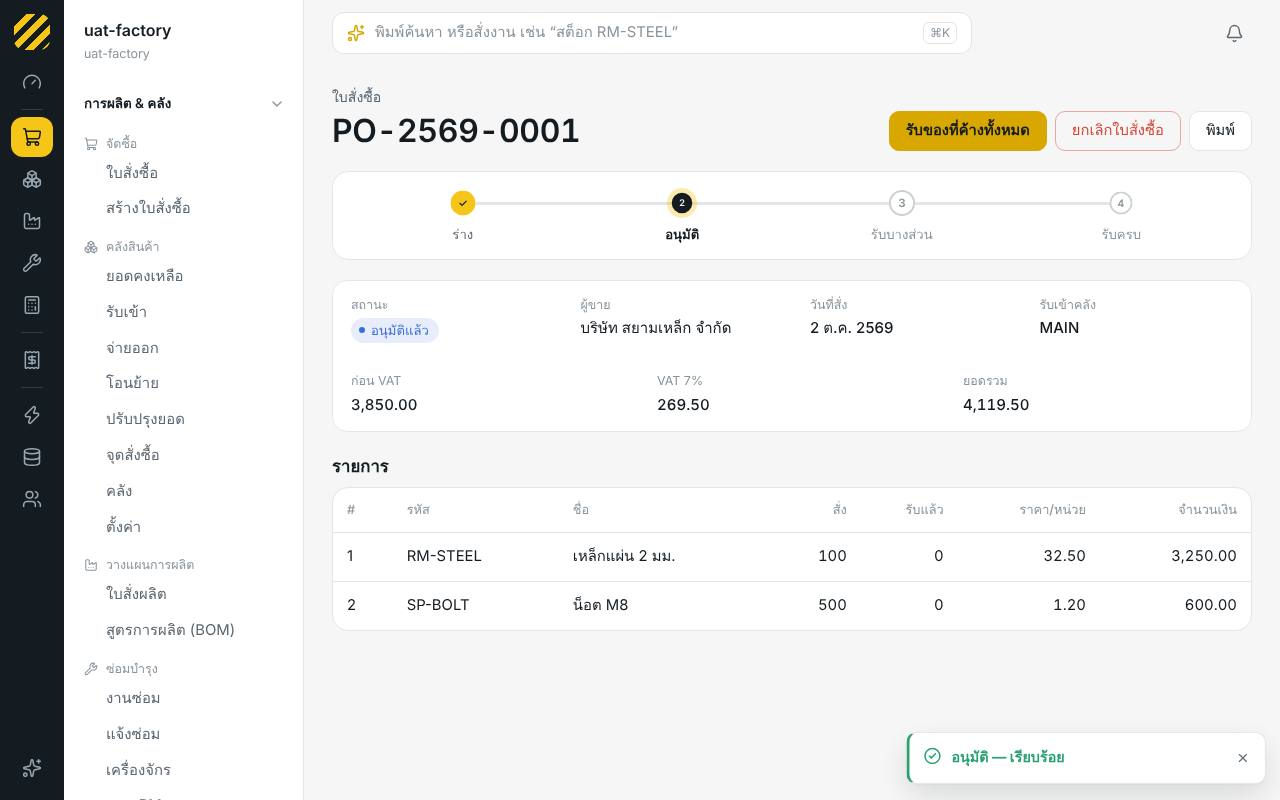 uat-factory
uat-factory
การผลิต & คลัง
จัดซื้อ
ใบสั่งซื้อ
สร้างใบสั่งซื้อ
คลังสินค้า
ยอดคงเหลือ
รับเข้า
จ่ายออก
โอนย้าย
ปรับปรุงยอด
จุดสั่งซื้อ
คลัง
ตั้งค่า
วางแผนการผลิต
ใบสั่งผลิต
สูตรการผลิต (BOM)
ซ่อมบำรุง
งานซ่อม
แจ้งซ่อม
เครื่องจักร
พิมพ์ค้นหา หรือสั่งงาน เช่น “สต็อก RM-STEEL” ⌘K
ใบสั่งซื้อ
PO-2569-0001
รับของที่ค้างทั้งหมด ยกเลิกใบสั่งซื้อ พิมพ์
2 3 4
ร่าง อนุมัติ รับบางส่วน รับครบ
สถานะ ผู้ขาย วันที่สั่ง รับเข้าคลัง
อนุมัติแล้ว บริษัท สยามเหล็ก จำกัด 2 ต.ค. 2569 MAIN
ก่อน VAT VAT 7% ยอดรวม
3,850.00 269.50 4,119.50
รายการ
# รหัส ชื่อ สั่ง รับแล้ว ราคา/หน่วย จำนวนเงิน
1 RM-STEEL เหล็กแผ่น 2 มม. 100 0 32.50 3,250.00
2 SP-BOLT น็อต M8 500 0 1.20 600.00
อนุมัติ — เรียบร้อย